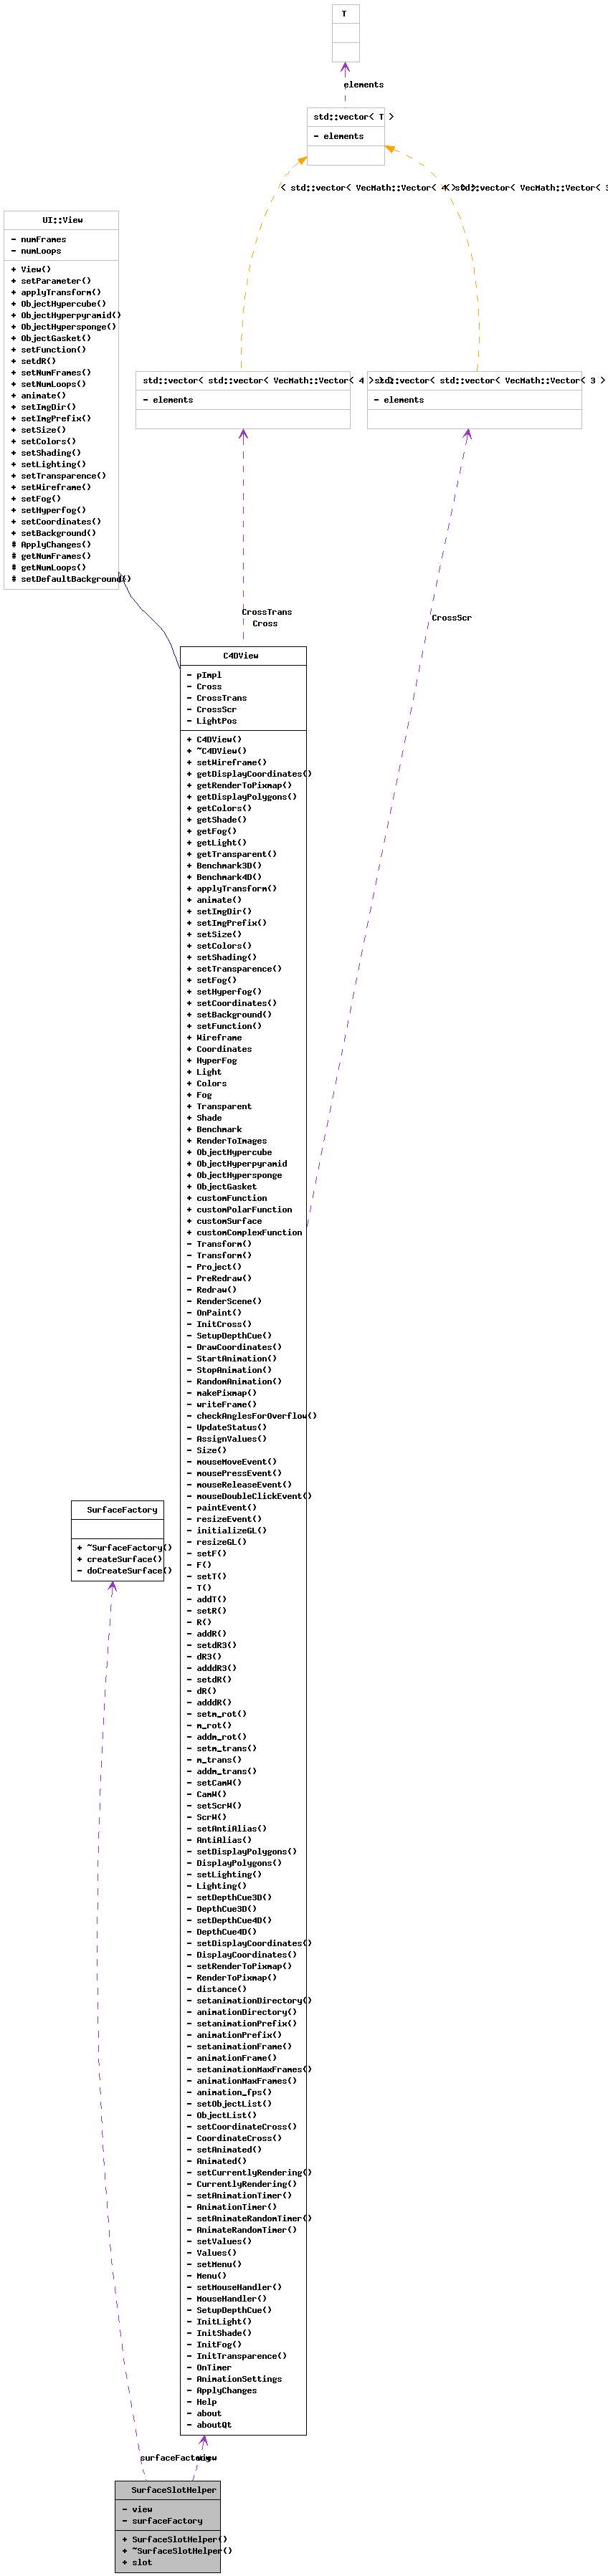 T
elements
std::vector< T >
- elements
< std::vector< VecMath::Vector< 4 > > >
< std::vector< VecMath::Vector< 3
UI::View
- numFrames
- numLoops
+ View()
+ setParameter()
+ applyTransform()
+ ObjectHypercube()
+ ObjectHyperpyramid()
+ ObjectHypersponge()
+ ObjectGasket()
+ setFunction()
+ setdR()
+ setNumFrames()
+ setNumLoops()
+ animate()
+ setImgDir()
+ setImgPrefix()
+ setSize()
+ setColors()
+ setShading()
+ setLighting()
+ setTransparence()
+ setWireframe()
+ setFog()
+ setHyperfog()
+ setCoordinates()
+ setBackground()
# ApplyChanges()
# getNumFrames()
# getNumLoops()
# setDefaultBackground()
std::vector< std::vector< VecMath::Vector< 4 > > >
- elements
std::vector< std::vector< VecMath::Vector< 3 >
- elements
CrossTrans
Cross
CrossScr
C4DView
- pImpl
- Cross
- CrossTrans
- CrossScr
- LightPos
+ C4DView()
+ ~C4DView()
+ setWireframe()
+ getDisplayCoordinates()
+ getRenderToPixmap()
+ getDisplayPolygons()
+ getColors()
+ getShade()
+ getFog()
+ getLight()
+ getTransparent()
+ Benchmark3D()
+ Benchmark4D()
+ applyTransform()
+ animate()
+ setImgDir()
+ setImgPrefix()
+ setSize()
+ setColors()
+ setShading()
+ setTransparence()
+ setFog()
+ setHyperfog()
+ setCoordinates()
+ setBackground()
+ setFunction()
+ Wireframe
+ Coordinates
+ HyperFog
+ Light
+ Colors
+ Fog
+ Transparent
+ Shade
+ Benchmark
+ RenderToImages
+ ObjectHypercube
+ ObjectHyperpyramid
+ ObjectHypersponge
+ ObjectGasket
+ customFunction
+ customPolarFunction
+ customSurface
+ customComplexFunction
- Transform()
- Transform()
- Project()
- PreRedraw()
- Redraw()
- RenderScene()
- OnPaint()
- InitCross()
- SetupDepthCue()
- DrawCoordinates()
- StartAnimation()
- StopAnimation()
- RandomAnimation()
- makePixmap()
- writeFrame()
- checkAnglesForOverflow()
- UpdateStatus()
- AssignValues()
- Size()
- mouseMoveEvent()
- mousePressEvent()
- mouseReleaseEvent()
- mouseDoubleClickEvent()
- paintEvent()
- resizeEvent()
- initializeGL()
- resizeGL()
- setF()
- F()
- setT()
- T()
- addT()
- setR()
- R()
- addR()
- setdR3()
- dR3()
- adddR3()
- setdR()
- dR()
- adddR()
- setm_rot()
- m_rot()
- addm_rot()
- setm_trans()
- m_trans()
- addm_trans()
- setCamW()
- CamW()
- setScrW()
- ScrW()
- setAntiAlias()
- AntiAlias()
- setDisplayPolygons()
- DisplayPolygons()
- setLighting()
- Lighting()
- setDepthCue3D()
- DepthCue3D()
- setDepthCue4D()
- DepthCue4D()
- setDisplayCoordinates()
- DisplayCoordinates()
- setRenderToPixmap()
- RenderToPixmap()
- distance()
- setanimationDirectory()
- animationDirectory()
- setanimationPrefix()
- animationPrefix()
- setanimationFrame()
- animationFrame()
- setanimationMaxFrames()
- animationMaxFrames()
- animation_fps()
- setObjectList()
- ObjectList()
- setCoordinateCross()
- CoordinateCross()
- setAnimated()
- Animated()
- setCurrentlyRendering()
- CurrentlyRendering()
- setAnimationTimer()
- AnimationTimer()
- setAnimateRandomTimer()
- AnimateRandomTimer()
- setValues()
- Values()
- setMenu()
- Menu()
- setMouseHandler()
- MouseHandler()
- SetupDepthCue()
- InitLight()
- InitShade()
- InitFog()
- InitTransparence()
- OnTimer
- AnimationSettings
- ApplyChanges
- Help
- about
- aboutQt
SurfaceFactory
+ ~SurfaceFactory()
+ createSurface()
- doCreateSurface()
surfaceFactory
view
SurfaceSlotHelper
- view
- surfaceFactory
+ SurfaceSlotHelper()
+ ~SurfaceSlotHelper()
+ slot